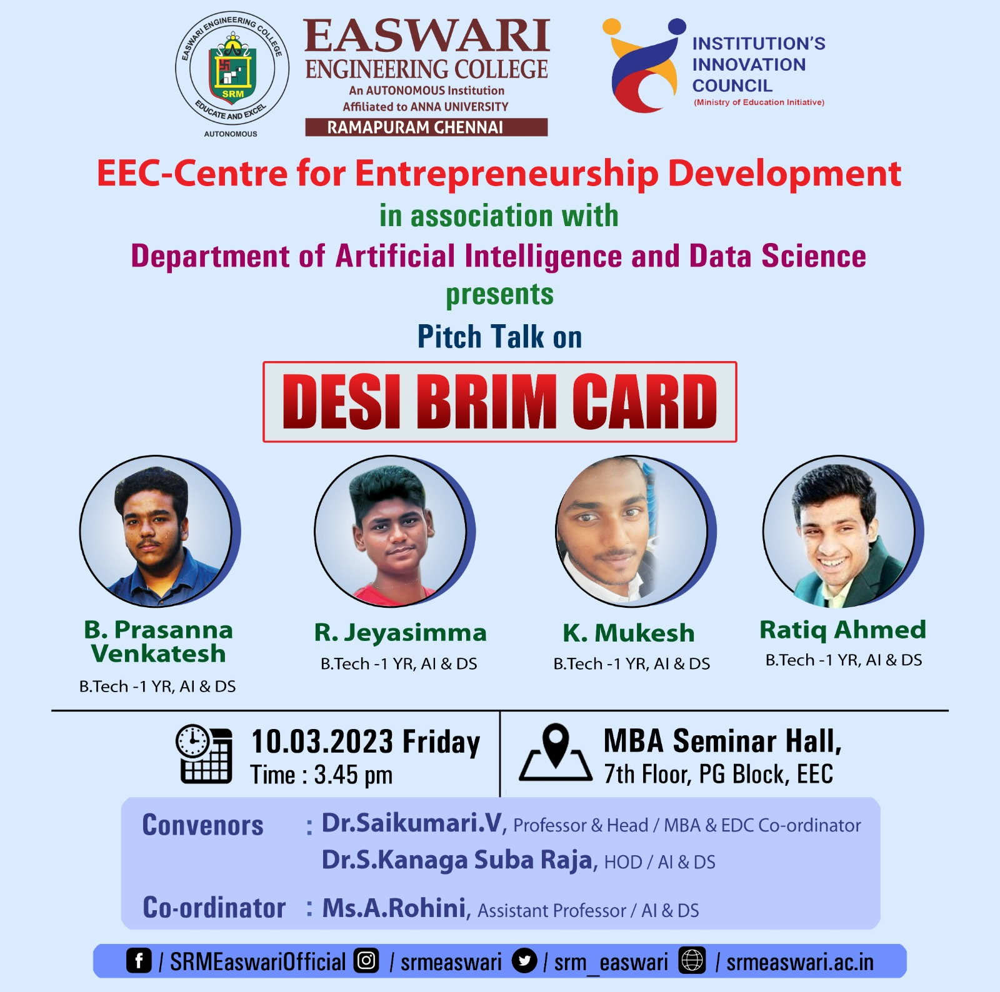 EASWARI ENGINEERING COLLEGE
SRM
EDUCATE AND EXCEL
AUTONOMOUS
EASWARI
ENGINEERING COLLEGE
An AUTONOMOUS Institution
Affiliated to ANNA UNIVERSITY
RAMAPURAM CHENNAI
INSTITUTION'S
INNOVATION
COUNCIL
(Ministry of Education Initiative)
EEC-Centre for Entrepreneurship Development
in association with
Department of Artificial Intelligence and Data Science
presents
Pitch Talk on
DESI BRIM CARD
B. Prasanna
Venkatesh
B.Tech -1 YR, AI & DS
R. Jeyasimma
B.Tech -1 YR, AI & DS
K. Mukesh
B.Tech -1 YR, AI & DS
Ratiq Ahmed
B.Tech -1 YR, AI & DS
10.03.2023 Friday
Time : 3.45 pm
MBA Seminar Hall,
7th Floor, PG Block, EEC
Convenors : Dr.Saikumari.V, Professor & Head / MBA & EDC Co-ordinator
Dr.S.Kanaga Suba Raja, HOD / AI & DS
Co-ordinator : Ms.A.Rohini, Assistant Professor / AI & DS
/ SRMEaswariOfficial / srmeaswari / srm_easwari / srmeaswari.ac.in